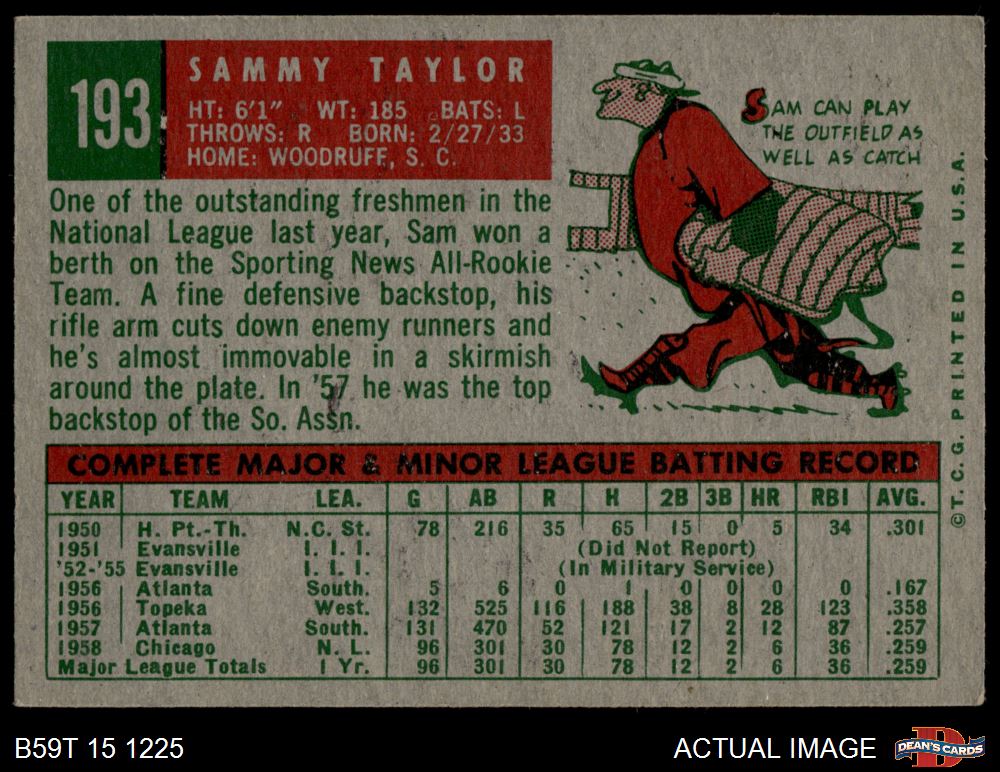 193
SAMMY TAYLOR
HT: 6'1" WT: 185 BATS: L
THROWS: R BORN: 2/27/33
HOME: WOODRUFF, S. C.
SAM CAN PLAY
THE OUTFIELD AS
WELL AS CATCH
One of the outstanding freshmen in the
National League last year, Sam won a
berth on the Sporting News All-Rookie
Team. A fine defensive backstop, his
rifle arm cuts down enemy runners and
he's almost immovable in a skirmish
around the plate. In '57 he was the top
backstop of the So. Assn.
©T. C. G. PRINTED IN U.S.A.
COMPLETE MAJOR & MINOR LEAGUE BATTING RECORD
YEAR TEAM LEA. G AB R H 2B 3B HR RBI AVG.
1950 H. Pt.-Th. N.C. St. 78 216 35 65 15 0 5 34 .301
1951 Evansville I. I. I. (Did Not Report)
'52-'55 Evansville I. I. I. (In Military Service)
1956 Atlanta South. 5 6 0 1 0 0 0 0 .167
1956 Topeka West. 132 525 116 188 38 8 28 123 .358
1957 Atlanta South. 131 470 52 121 17 2 12 87 .257
1958 Chicago N. L. 96 301 30 78 12 2 6 36 .259
Major League Totals 1 Yr. 96 301 30 78 12 2 6 36 .259
B59T 15 1225
ACTUAL IMAGE
DEAN'S CARDS